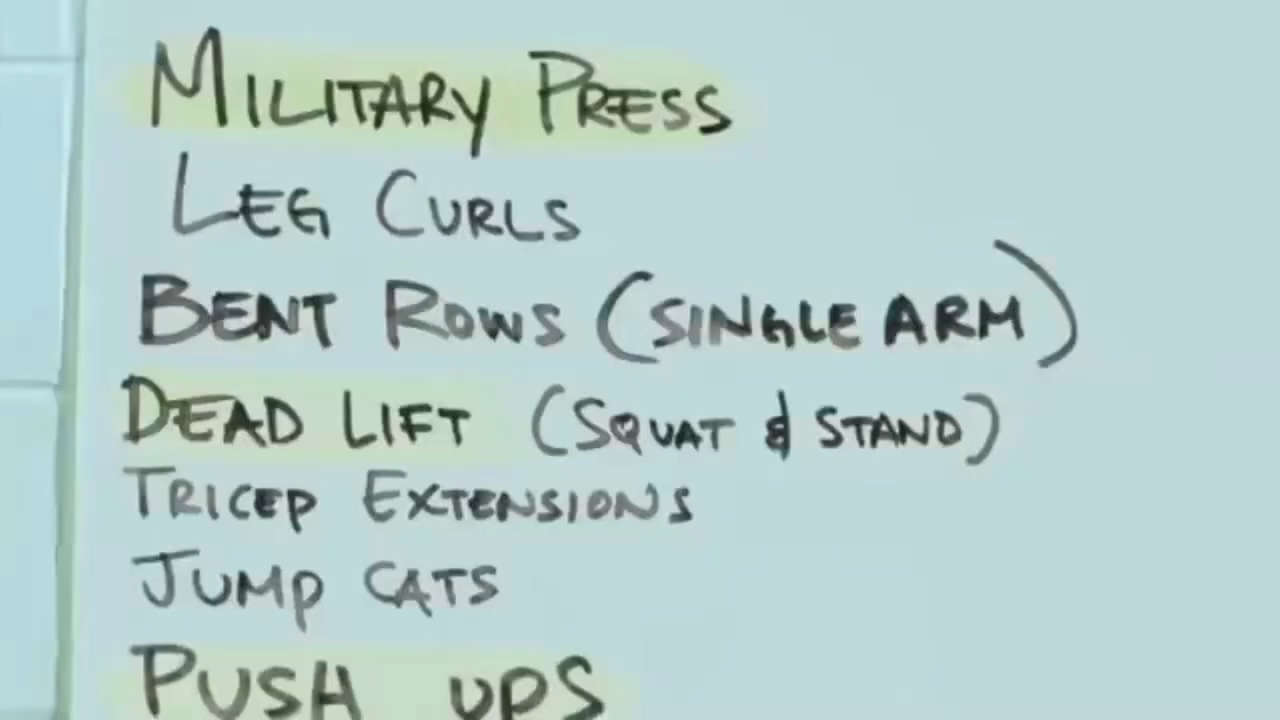 MILITARY PRESS
LEG CURLS
BENT ROWS (SINGLE ARM)
DEAD LIFT (SQUAT & STAND)
TRICEP EXTENSIONS
JUMP CATS
PUSH UPS